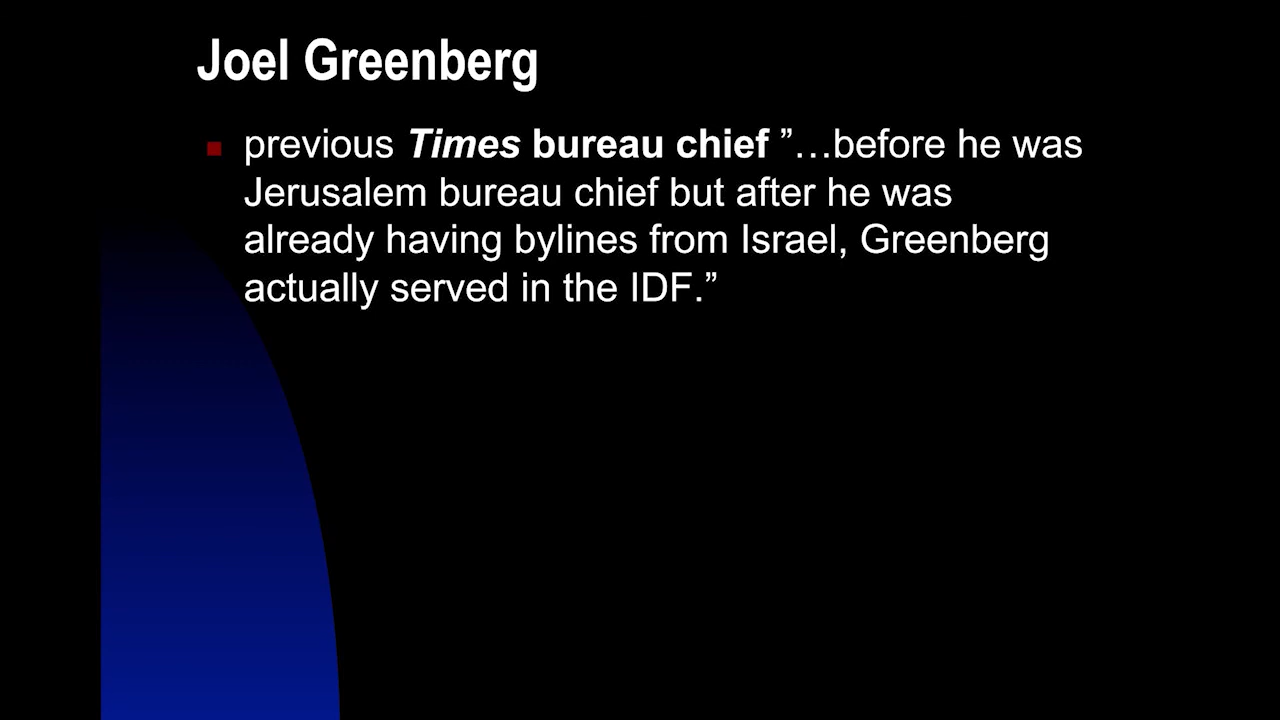 Joel Greenberg
previous Times bureau chief ”…before he was
Jerusalem bureau chief but after he was
already having bylines from Israel, Greenberg
actually served in the IDF.”